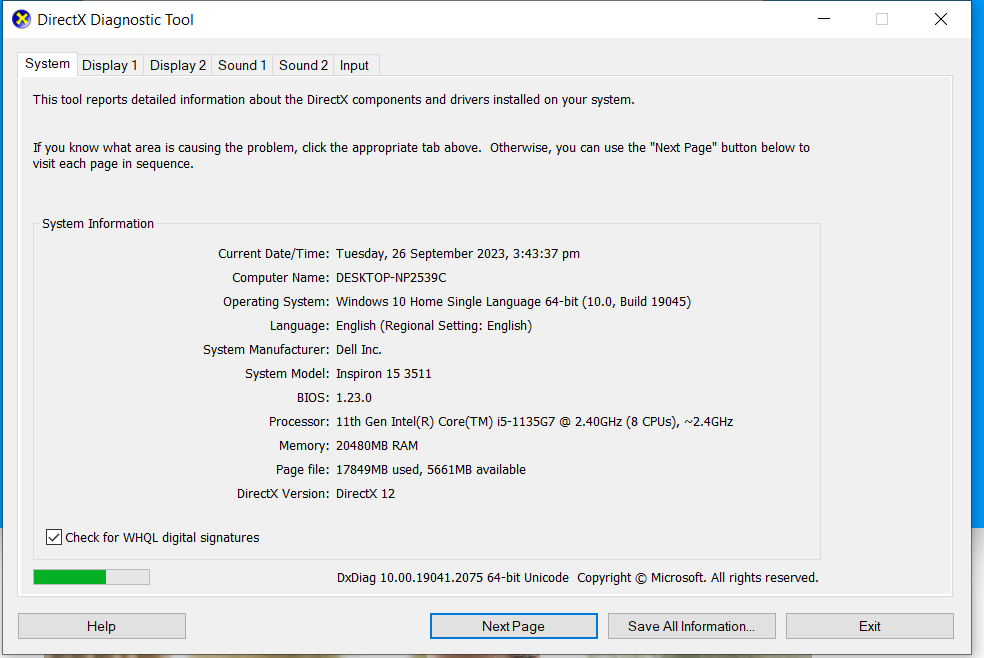 DirectX Diagnostic Tool
System Display 1 Display 2 Sound 1 Sound 2 Input
This tool reports detailed information about the DirectX components and drivers installed on your system.
If you know what area is causing the problem, click the appropriate tab above.  Otherwise, you can use the "Next Page" button below to
visit each page in sequence.
System Information
Current Date/Time: Tuesday, 26 September 2023, 3:43:37 pm
Computer Name: DESKTOP-NP2539C
Operating System: Windows 10 Home Single Language 64-bit (10.0, Build 19045)
Language: English (Regional Setting: English)
System Manufacturer: Dell Inc.
System Model: Inspiron 15 3511
BIOS: 1.23.0
Processor: 11th Gen Intel(R) Core(TM) i5-1135G7 @ 2.40GHz (8 CPUs), ~2.4GHz
Memory: 20480MB RAM
Page file: 17849MB used, 5661MB available
DirectX Version: DirectX 12
Check for WHQL digital signatures
DxDiag 10.00.19041.2075 64-bit Unicode  Copyright © Microsoft. All rights reserved.
Help Next Page Save All Information... Exit